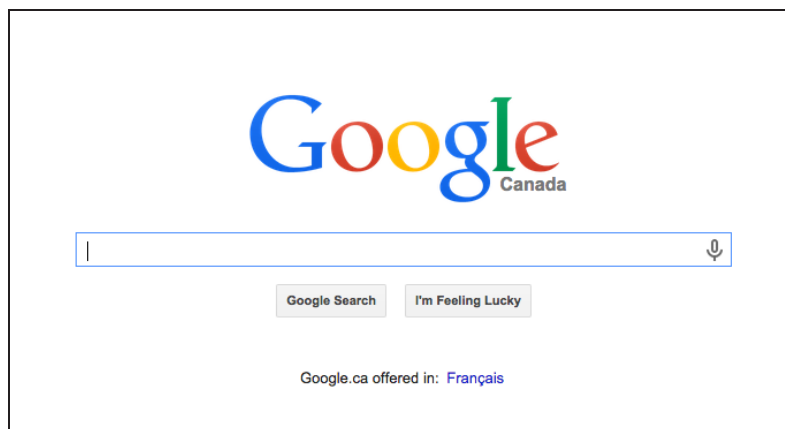 Google
Canada
Google Search
I'm Feeling Lucky
Google.ca offered in: Français